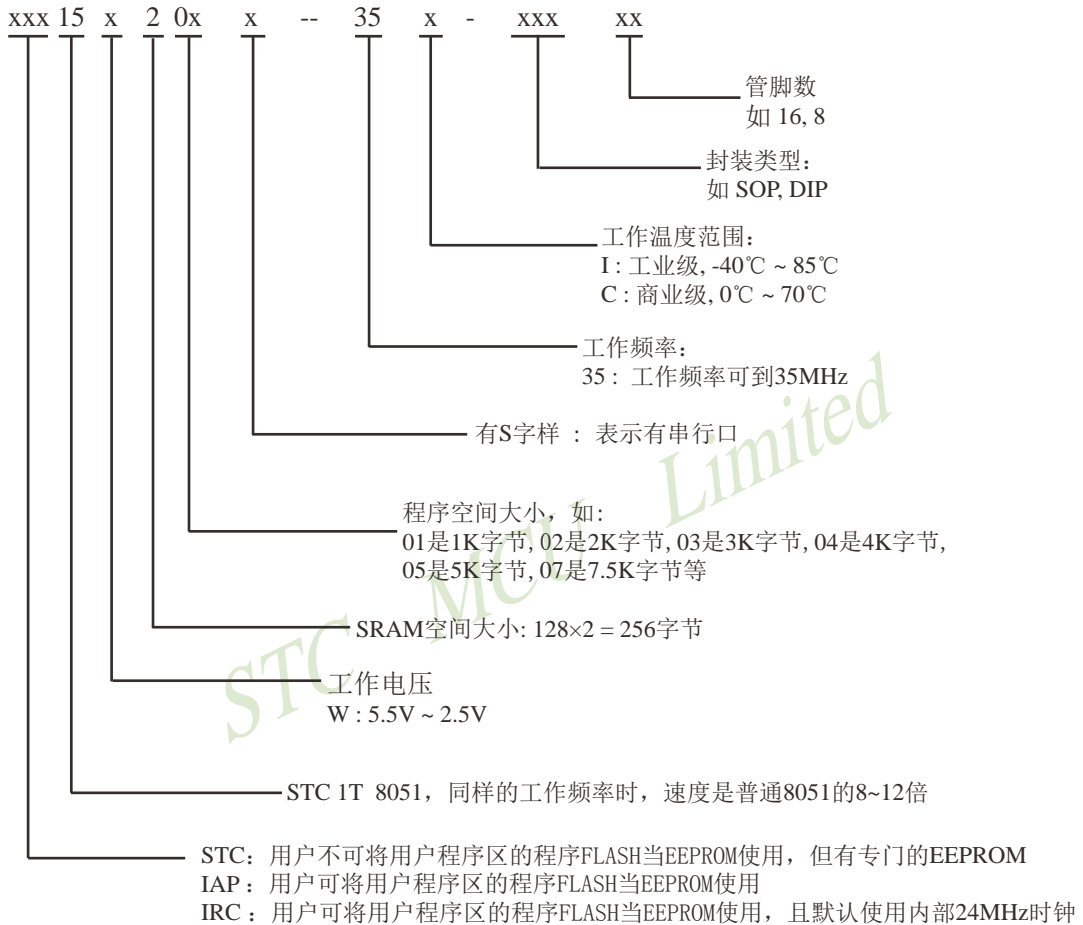 xxx 15 x 2 0x x -- 35 x - xxx xx
管脚数
如 16, 8
封装类型：
如 SOP, DIP
工作温度范围：
I : 工业级, -40℃ ~ 85℃
C : 商业级, 0℃ ~ 70℃
工作频率：
35 : 工作频率可到35MHz
有S字样 : 表示有串行口
程序空间大小，如:
01是1K字节, 02是2K字节, 03是3K字节, 04是4K字节,
05是5K字节, 07是7.5K字节等
SRAM空间大小: 128×2 = 256字节
工作电压
W : 5.5V ~ 2.5V
STC 1T 8051，同样的工作频率时，速度是普通8051的8~12倍
STC：用户不可将用户程序区的程序FLASH当EEPROM使用，但有专门的EEPROM
IAP：用户可将用户程序区的程序FLASH当EEPROM使用
IRC：用户可将用户程序区的程序FLASH当EEPROM使用，且默认使用内部24MHz时钟
STC MCU Limited